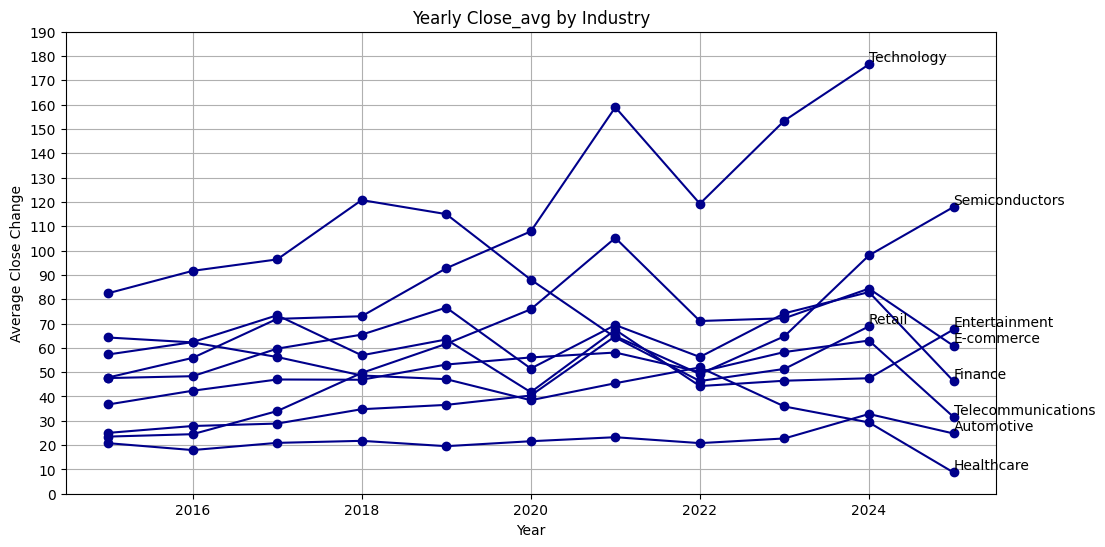 Yearly Close_avg by Industry
Average Close Change
190
180
170
160
150
140
130
120
110
100
90
80
70
60
50
40
30
20
10
0
Technology
Semiconductors
Retail
Entertainment
E-commerce
Finance
Telecommunications
Automotive
Healthcare
2016
2018
2020
2022
2024
Year